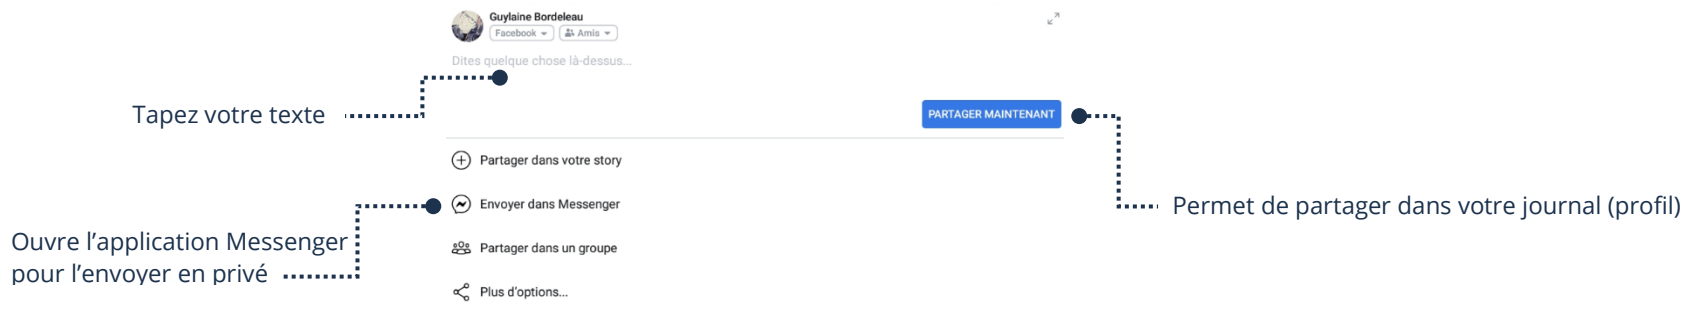 Guylaine Bordeleau
Facebook
Amis
Dites quelque chose là-dessus...
Tapez votre texte
PARTAGER MAINTENANT
Partager dans votre story
Envoyer dans Messenger
Permet de partager dans votre journal (profil)
Ouvre l’application Messenger
pour l’envoyer en privé
Partager dans un groupe
Plus d'options...